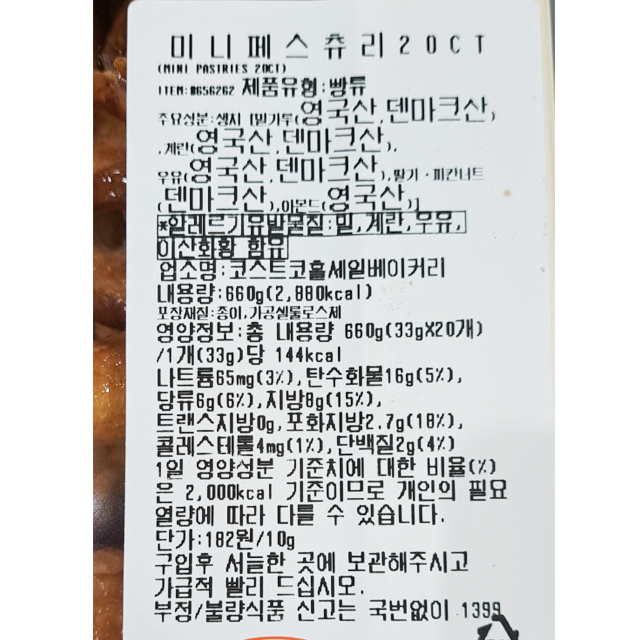 미니페스츄리20CT
(MINI PASTRIES 20CT)
ITEM:#656262 제품유형:빵류
주요성분:생지 [밀가루(영국산,덴마크산)
,계란(영국산,덴마크산),
우유(영국산,덴마크산),딸기·피칸너트
(덴마크산),아몬드(영국산)]
*알레르기유발물질:밀,계란,우유,
이산화황 함유
업소명:코스트코홀세일베이커리
내용량:660g(2,880kcal)
포장재질:종이,가공셀룰로스제
영양정보:총 내용량 660g(33gX20개)
/1개(33g)당 144kcal
나트륨65mg(3%),탄수화물16g(5%),
당류6g(6%),지방8g(15%),
트랜스지방0g,포화지방2.7g(18%),
콜레스테롤4mg(1%),단백질2g(4%)
1일 영양성분 기준치에 대한 비율(%)
은 2,000kcal 기준이므로 개인의 필요
열량에 따라 다를 수 있습니다.
단가:182원/10g
구입후 서늘한 곳에 보관해주시고
가급적 빨리 드십시오.
부정/불량식품 신고는 국번없이 1399